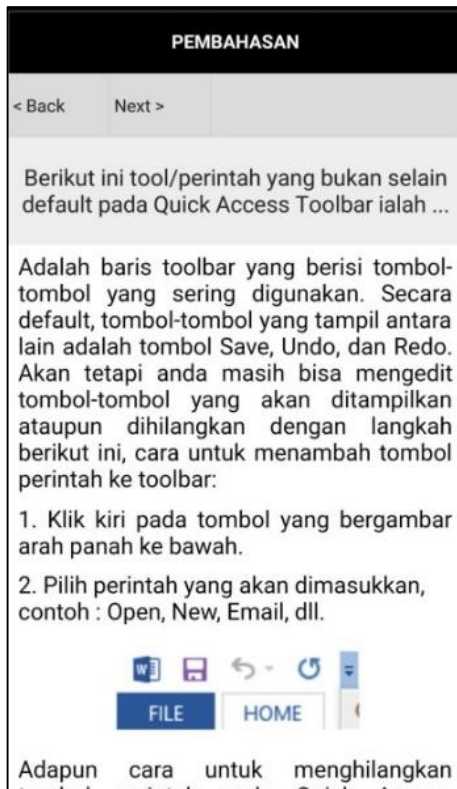 PEMBAHASAN
< Back Next >
Berikut ini tool/perintah yang bukan selain
default pada Quick Access Toolbar ialah ...
Adalah baris toolbar yang berisi tombol-
tombol yang sering digunakan. Secara
default, tombol-tombol yang tampil antara
lain adalah tombol Save, Undo, dan Redo.
Akan tetapi anda masih bisa mengedit
tombol-tombol yang akan ditampilkan
ataupun dihilangkan dengan langkah
berikut ini, cara untuk menambah tombol
perintah ke toolbar:
1. Klik kiri pada tombol yang bergambar
arah panah ke bawah.
2. Pilih perintah yang akan dimasukkan,
contoh : Open, New, Email, dll.
FILE HOME
Adapun cara untuk menghilangkan